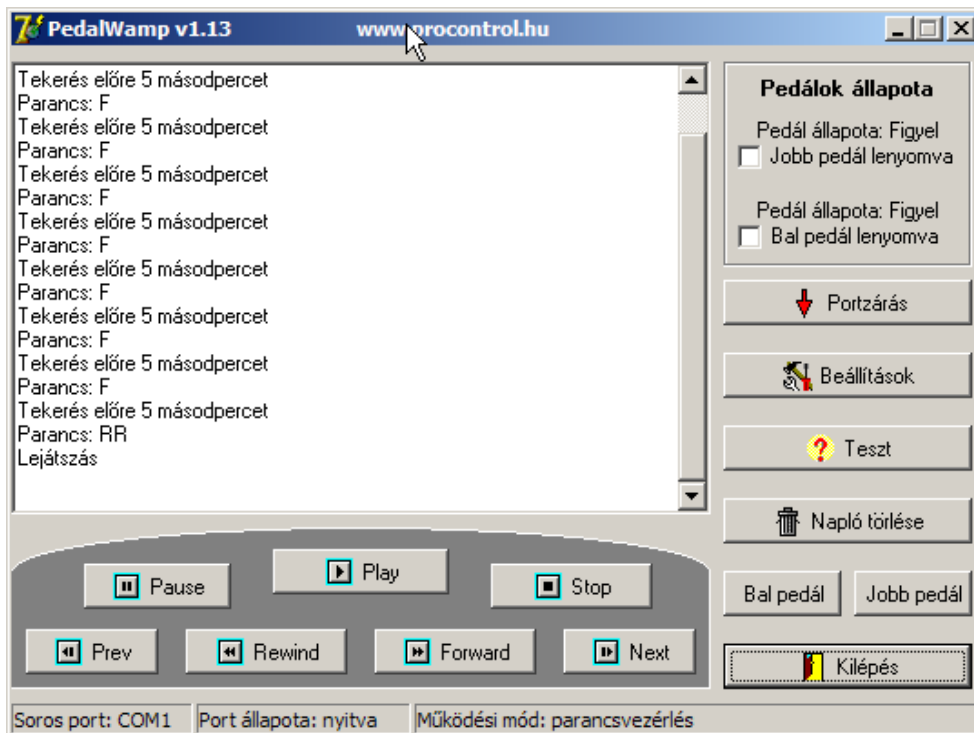 PedalWamp v1.13 www.procontrol.hu
Tekerés előre 5 másodpercet
Parancs: F
Tekerés előre 5 másodpercet
Parancs: F
Tekerés előre 5 másodpercet
Parancs: F
Tekerés előre 5 másodpercet
Parancs: F
Tekerés előre 5 másodpercet
Parancs: F
Tekerés előre 5 másodpercet
Parancs: F
Tekerés előre 5 másodpercet
Parancs: F
Tekerés előre 5 másodpercet
Parancs: RR
Lejátszás
Pedálok állapota
Pedál állapota: Figyel
Jobb pedál lenyomva
Pedál állapota: Figyel
Bal pedál lenyomva
Portzárás
Beállítások
Teszt
Napló törlése
Bal pedál Jobb pedál
Kilépés
Pause Play Stop
Prev Rewind Forward Next
Soros port: COM1 Port állapota: nyitva Működési mód: parancsvezérlés